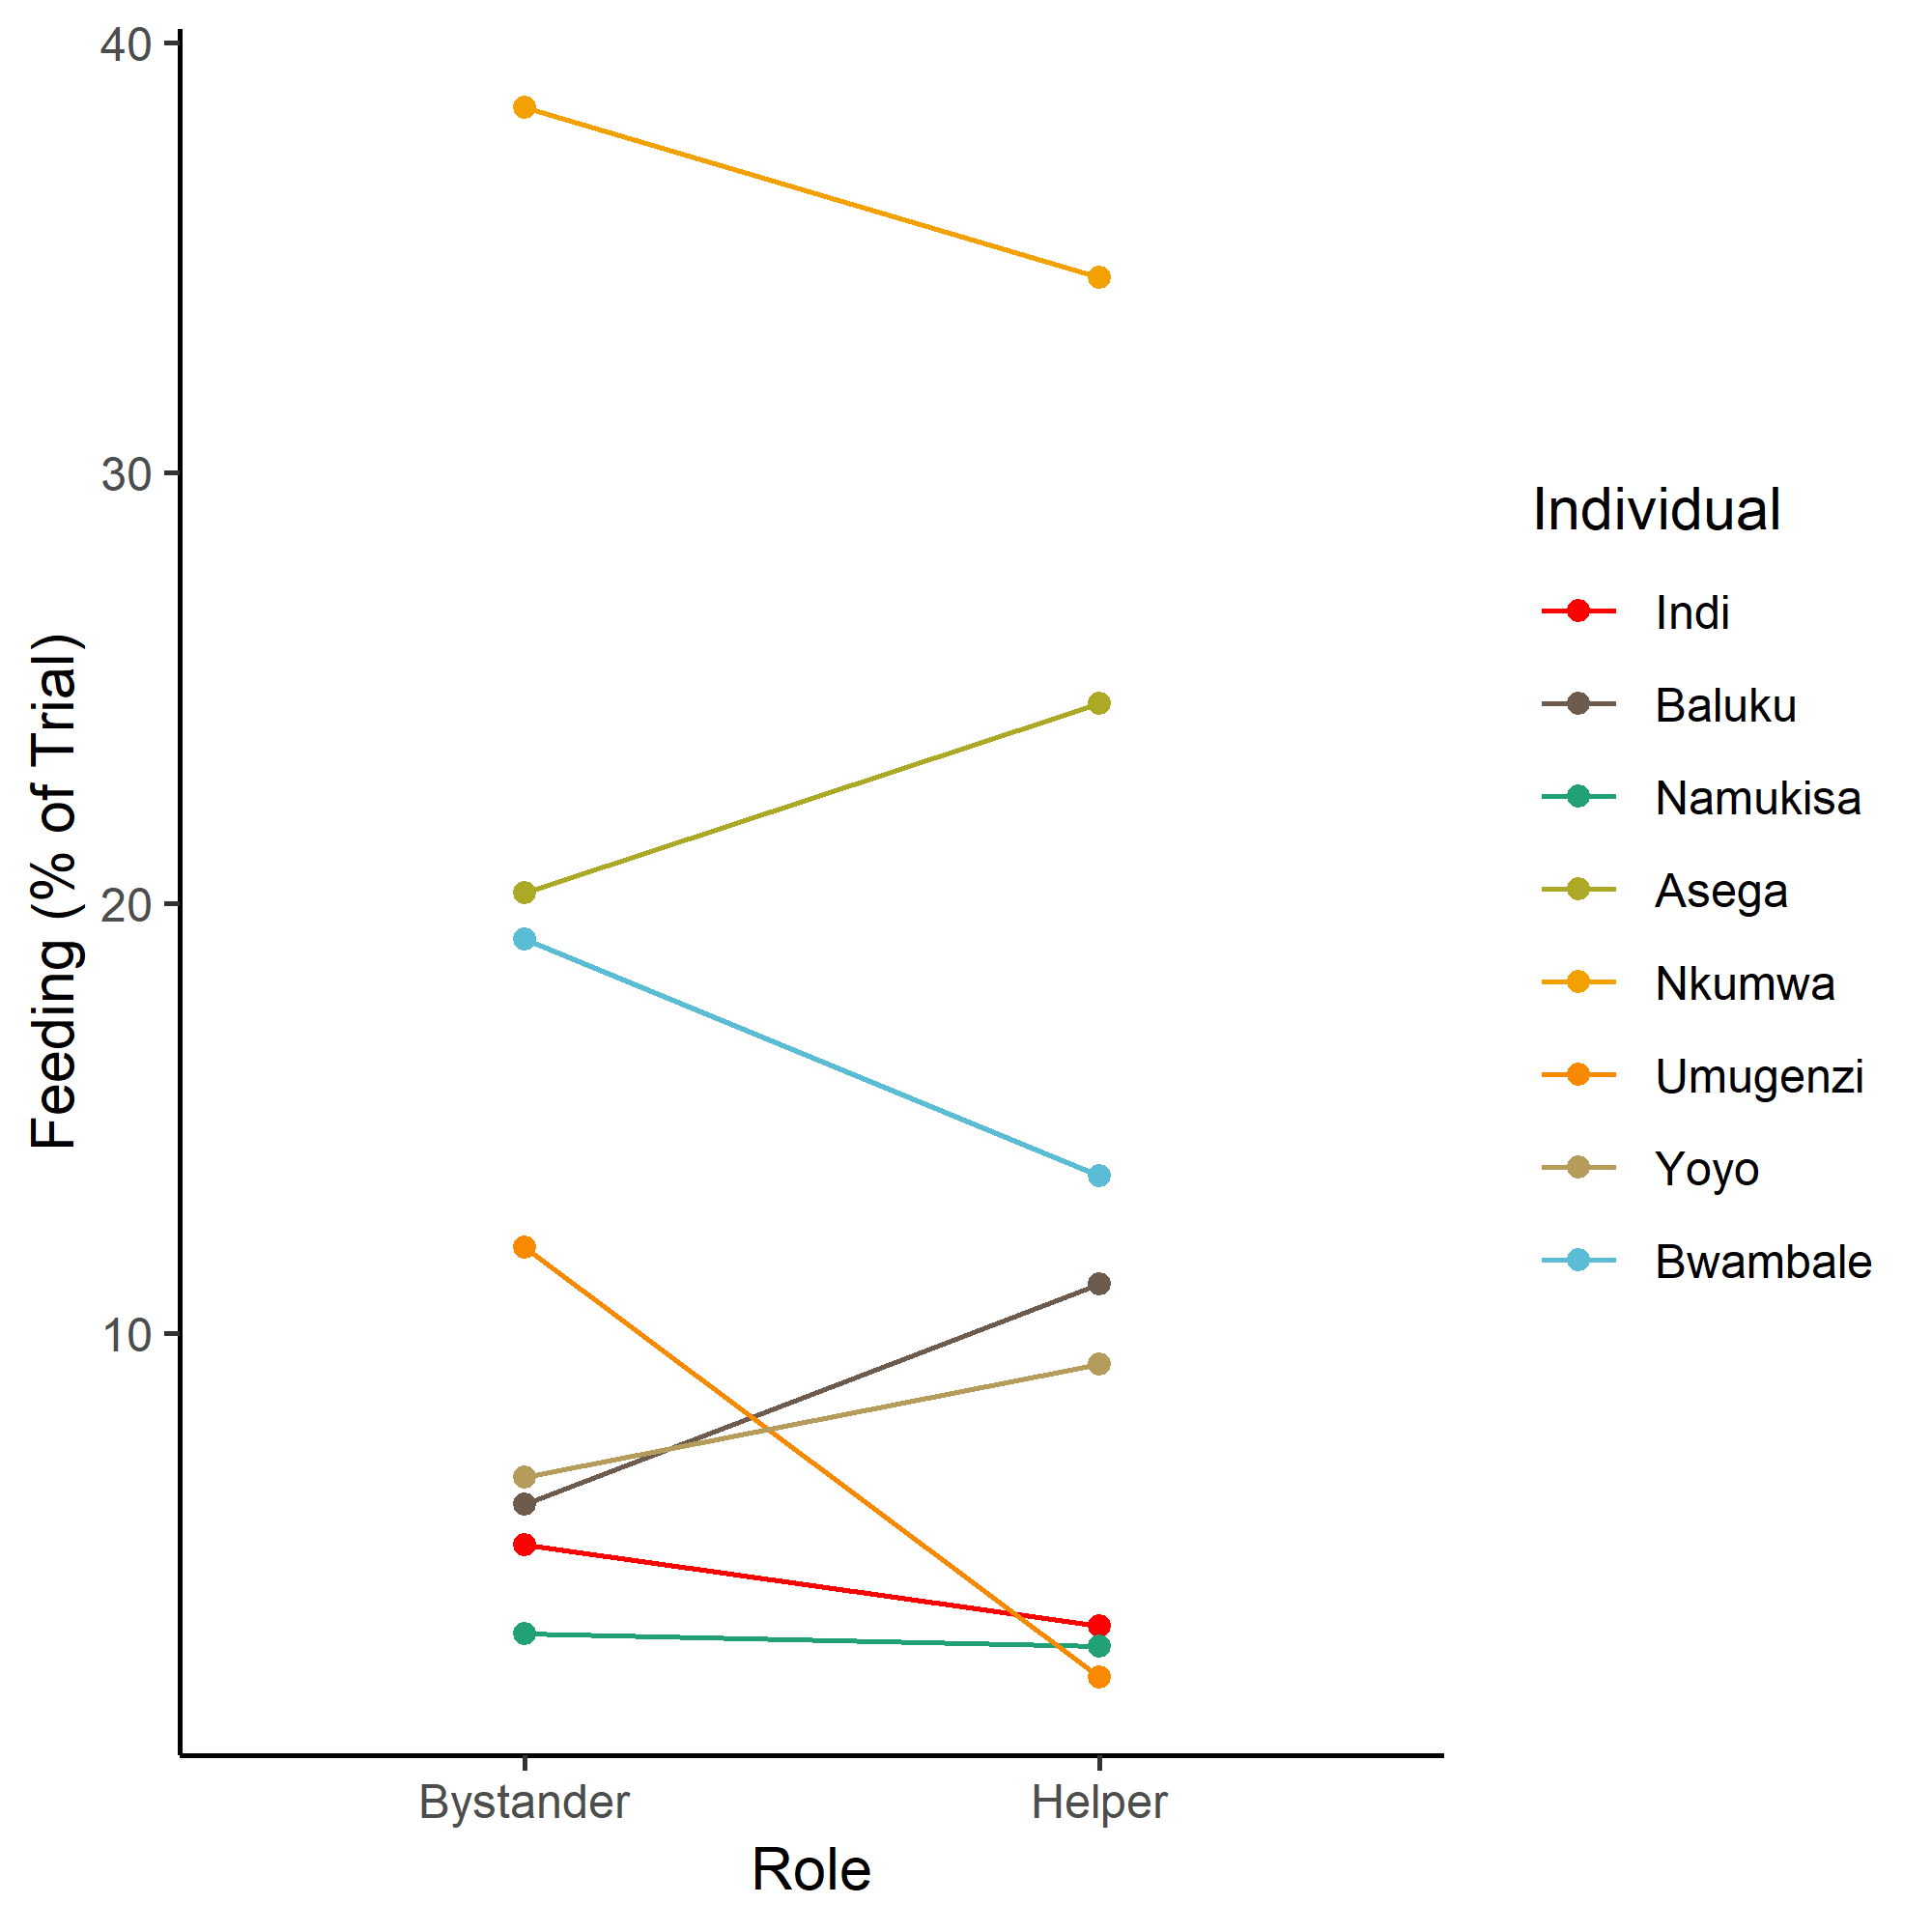 40
30
20
10
Feeding (% of Trial)
Bystander
Helper
Role
Individual
Indi
Baluku
Namukisa
Asega
Nkumwa
Umugenzi
Yoyo
Bwambale